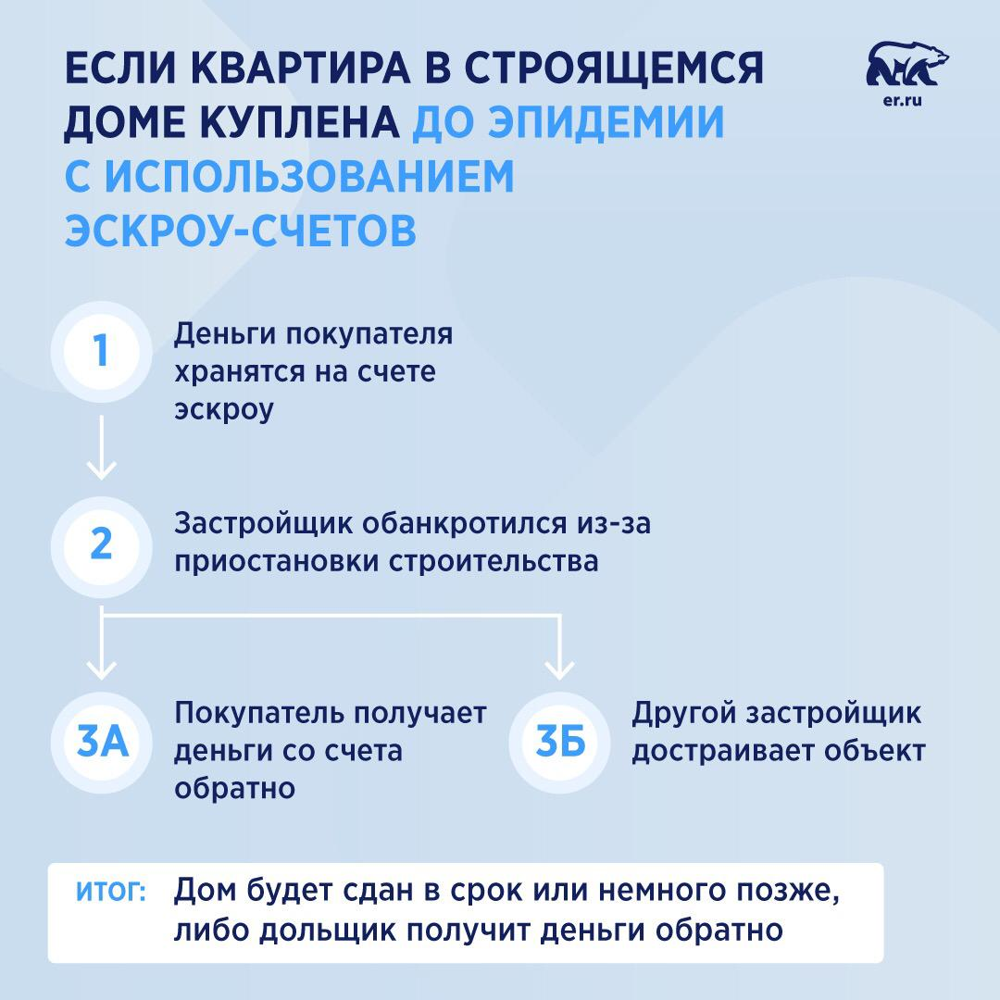 ЕСЛИ КВАРТИРА В СТРОЯЩЕМСЯ
ДОМЕ КУПЛЕНА ДО ЭПИДЕМИИ
С ИСПОЛЬЗОВАНИЕМ
ЭСКРОУ-СЧЕТОВ
er.ru
1
Деньги покупателя
хранятся на счете
эскроу
2
Застройщик обанкротился из-за
приостановки строительства
3А
Покупатель получает
деньги со счета
обратно
3Б
Другой застройщик
достраивает объект
ИТОГ:
Дом будет сдан в срок или немного позже,
либо дольщик получит деньги обратно